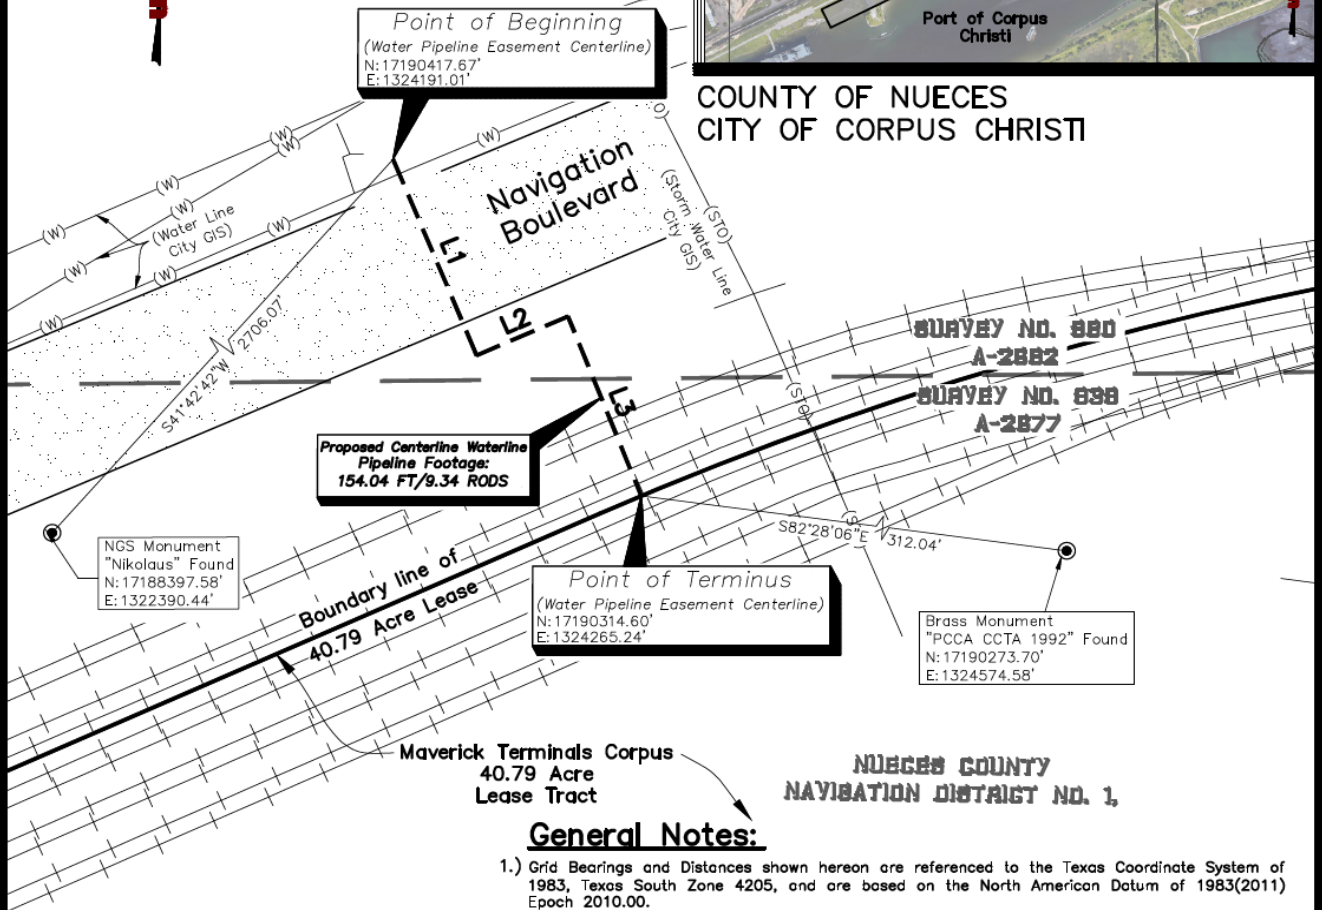 Point of Beginning
(Water Pipeline Easement Centerline)
N:17190417.67'
E:1324191.01'
Port of Corpus
Christi
COUNTY OF NUECES
CITY OF CORPUS CHRISTI
Navigation
Boulevard
(W)
(W)
(W)
(W)
(W)
(W)
(W)
(W)
(W)
(W)
(Water Line
City GIS)
(Storm Water Line
City GIS)
(STO)
(STO)
L1
L2
L3
S41°42'42"W
2706.07'
SURVEY NO.
A-2682
SURVEY NO.
A-2677
Proposed Centerline Waterline
Pipeline Footage:
154.04 FT/9.34 RODS
NGS Monument
"Nikolaus" Found
N:17188397.58'
E:1322390.44'
S82°28'06"E
312.04'
Boundary line of
40.79 Acre Lease
Point of Terminus
(Water Pipeline Easement Centerline)
N:17190314.60'
E:1324265.24'
Brass Monument
"PCCA CCTA 1992" Found
N:17190273.70'
E:1324574.58'
Maverick Terminals Corpus
40.79 Acre
Lease Tract
NUECES COUNTY
NAVIGATION DISTRICT NO. 1,
General Notes:
1.) Grid Bearings and Distances shown hereon are referenced to the Texas Coordinate System of
1983, Texas South Zone 4205, and are based on the North American Datum of 1983(2011)
Epoch 2010.00.